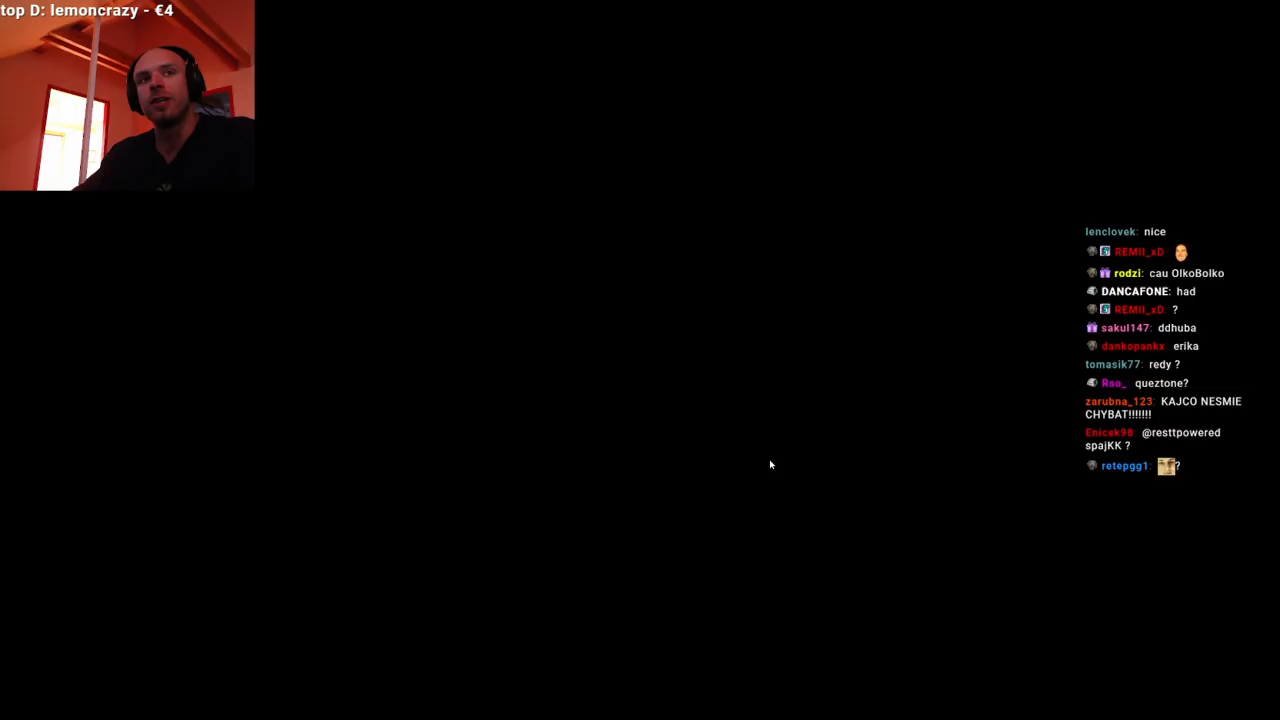 top D: lemoncrazy - €4
lenclovek: nice
REMII_xD
rodzi: cau OlkoBolko
DANCAFONE: had
REMII_xD ?
sakul147: ddhuba
dankopankx erika
tomasik77: redy ?
Rso_ queztone?
zarubna_123: KAJCO NESMIE
CHYBAT!!!!!!!
Enicek98 @resttpowered
spajKK ?
retepgg1: ?